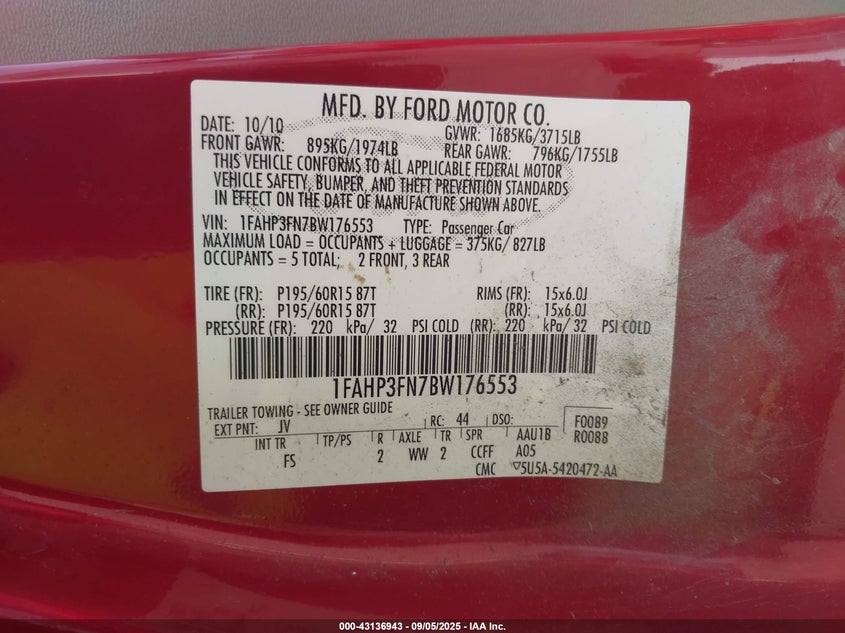 MFD. BY FORD MOTOR CO.
DATE: 10/10 GVWR: 1685KG/3715LB
FRONT GAWR: 895KG/1974LB REAR GAWR: 796KG/1755LB
THIS VEHICLE CONFORMS TO ALL APPLICABLE FEDERAL MOTOR
VEHICLE SAFETY, BUMPER, AND THEFT PREVENTION STANDARDS
IN EFFECT ON THE DATE OF MANUFACTURE SHOWN ABOVE.
VIN: 1FAHP3FN7BW176553 TYPE: Passenger Car
MAXIMUM LOAD = OCCUPANTS + LUGGAGE = 375KG/ 827LB
OCCUPANTS = 5 TOTAL; 2 FRONT, 3 REAR
TIRE (FR): P195/60R15 87T RIMS (FR): 15x6.0J
(RR): P195/60R15 87T (RR): 15x6.0J
PRESSURE (FR): 220 kPa/ 32 PSI COLD (RR): 220 kPa/ 32 PSI COLD
1FAHP3FN7BW176553
TRAILER TOWING - SEE OWNER GUIDE
EXT PNT: JV RC: 44 DSO: F0089
INT TR TP/PS R AXLE TR SPR AAU1B R0088
FS 2 WW 2 CCFF A05
CMC ▽5U5A-5420472-AA
000-43136943 - 09/05/2025 - IAA Inc.